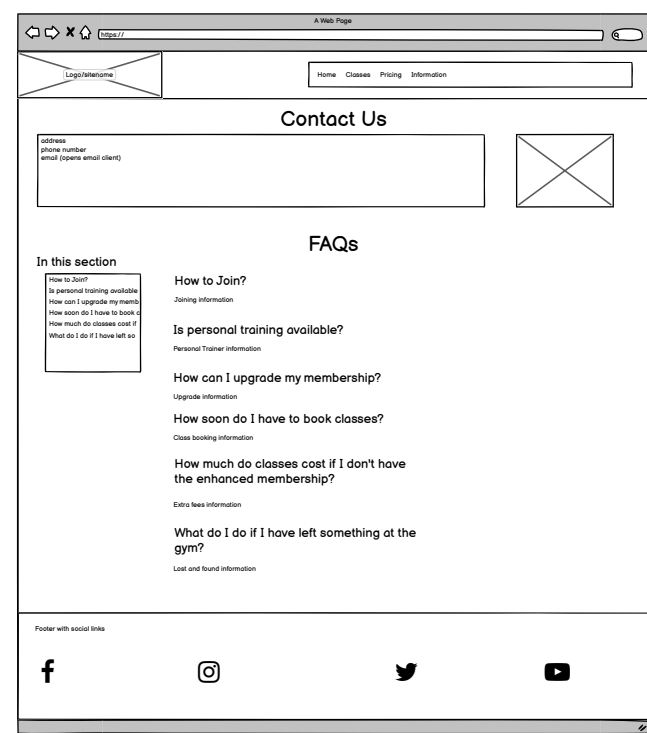 A Web Page
https://
Logo/sitename
Home Classes Pricing Information
Contact Us
address
phone number
email (opens email client)
FAQs
In this section
How to Join?
Is personal training available
How can I upgrade my memb
How soon do I have to book c
How much do classes cost if
What do I do if I have left so
How to Join?
Joining information
Is personal training available?
Personal Trainer information
How can I upgrade my membership?
Upgrade information
How soon do I have to book classes?
Class booking information
How much do classes cost if I don't have
the enhanced membership?
Extra fees information
What do I do if I have left something at the
gym?
Lost and found information
Footer with social links